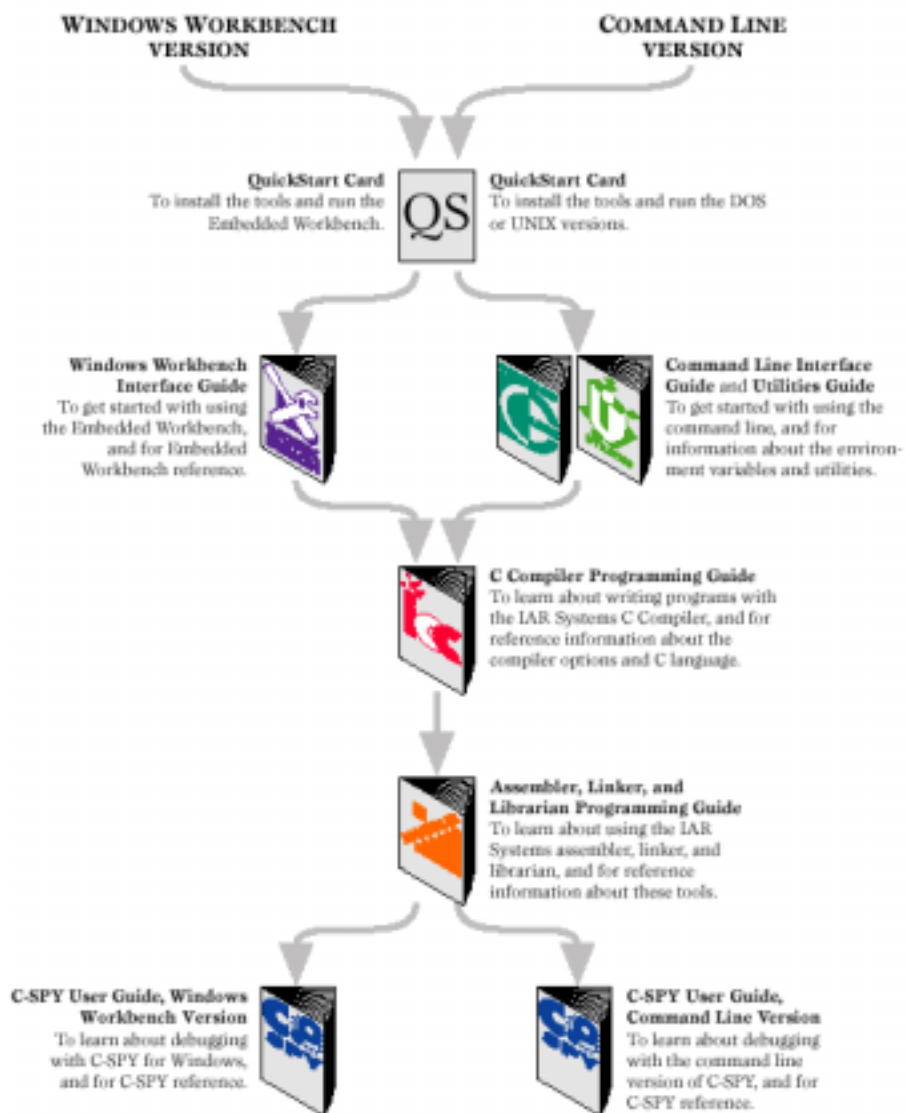 WINDOWS WORKBENCH
VERSION
COMMAND LINE
VERSION
QuickStart Card
To install the tools and run the
Embedded Workbench.
QS
QuickStart Card
To install the tools and run the DOS
or UNIX versions.
Windows Workbench
Interface Guide
To get started with using
the Embedded Workbench,
and for Embedded
Workbench reference.
Command Line Interface
Guide and Utilities Guide
To get started with using the
command line, and for
information about the environ-
ment variables and utilities.
icc
C Compiler Programming Guide
To learn about writing programs with
the IAR Systems C Compiler, and for
reference information about the
compiler options and C language.
Assembler, Linker, and
Librarian Programming Guide
To learn about using the IAR
Systems assembler, linker, and
librarian, and for reference
information about these tools.
C-SPY User Guide, Windows
Workbench Version
To learn about debugging
with C-SPY for Windows,
and for C-SPY reference.
C-SPY User Guide,
Command Line Version
To learn about debugging
with the command line
version of C-SPY, and for
C-SPY reference.